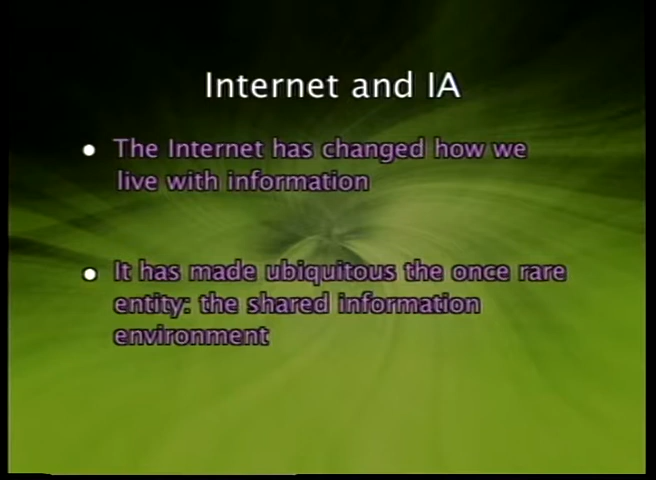 Internet and IA
• The Internet has changed how we
live with information
• It has made ubiquitous the once rare
entity: the shared information
environment